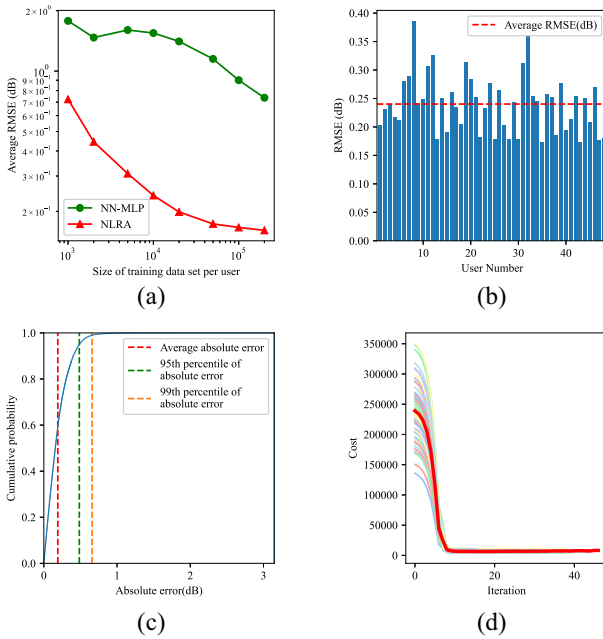 2 × 10⁰
10⁰
9 × 10⁻¹
8 × 10⁻¹
7 × 10⁻¹
6 × 10⁻¹
5 × 10⁻¹
4 × 10⁻¹
3 × 10⁻¹
2 × 10⁻¹
Average RMSE (dB)
NN-MLP
NLRA
10³ 10⁴ 10⁵
Size of training data set per user
(a)
0.40
0.35
0.30
0.25
0.20
0.15
0.10
0.05
0.00
RMSE (dB)
Average RMSE(dB)
10 20 30 40
User Number
(b)
1.0
0.8
0.6
0.4
0.2
0.0
Cumulative probability
Average absolute error
95th percentile of
absolute error
99th percentile of
absolute error
0 1 2 3
Absolute error(dB)
(c)
350000
300000
250000
200000
150000
100000
50000
0
Cost
0 20 40
Iteration
(d)